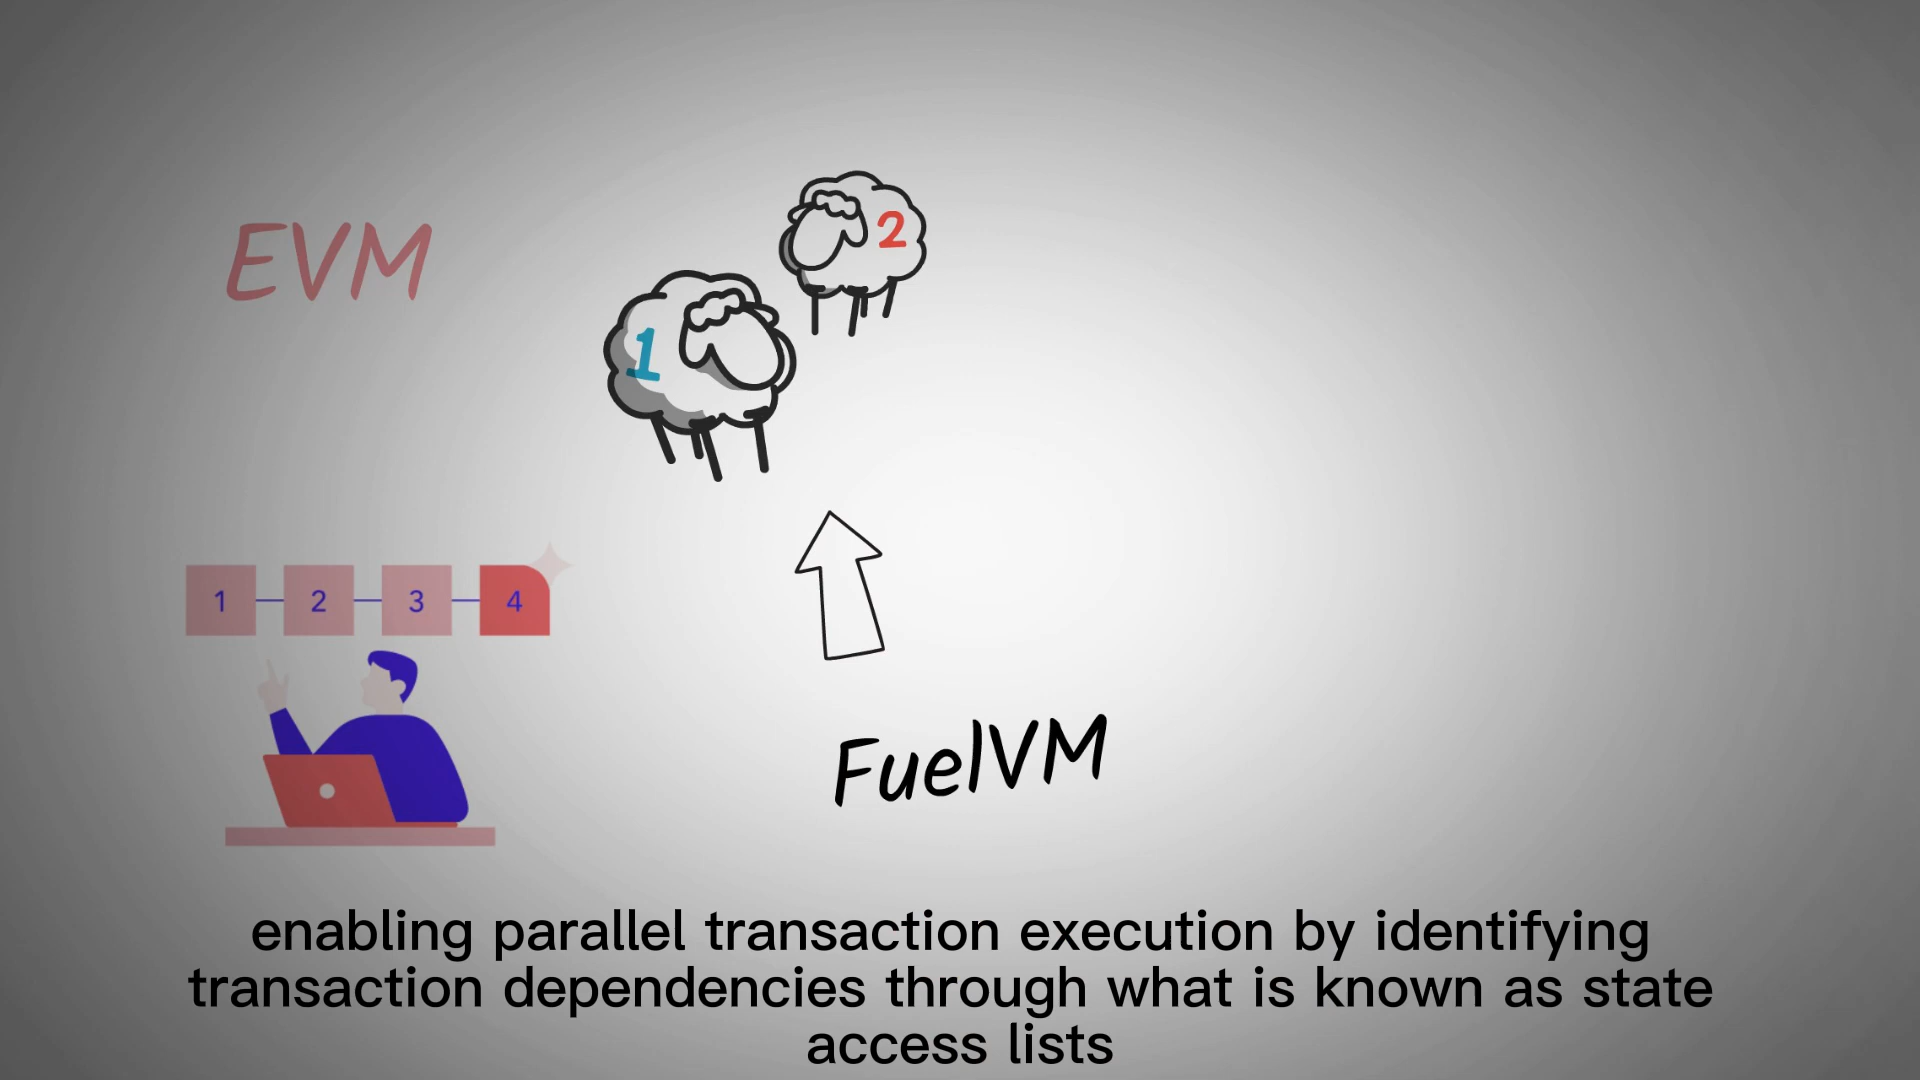 EVM
1
2
1 2 3 4
FuelVM
enabling parallel transaction execution by identifying
transaction dependencies through what is known as state
access lists